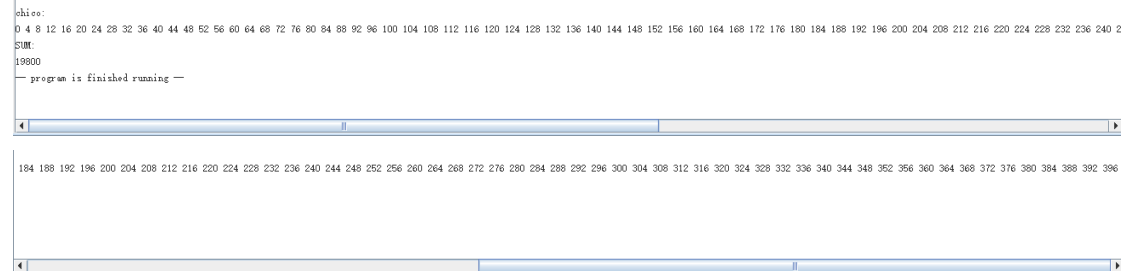 chico:
0 4 8 12 16 20 24 28 32 36 40 44 48 52 56 60 64 68 72 76 80 84 88 92 96 100 104 108 112 116 120 124 128 132 136 140 144 148 152 156 160 164 168 172 176 180 184 188 192 196 200 204 208 212 216 220 224 228 232 236 240 2
SUM:
19800
— program is finished running —
184 188 192 196 200 204 208 212 216 220 224 228 232 236 240 244 248 252 256 260 264 268 272 276 280 284 288 292 296 300 304 308 312 316 320 324 328 332 336 340 344 348 352 356 360 364 368 372 376 380 384 388 392 396